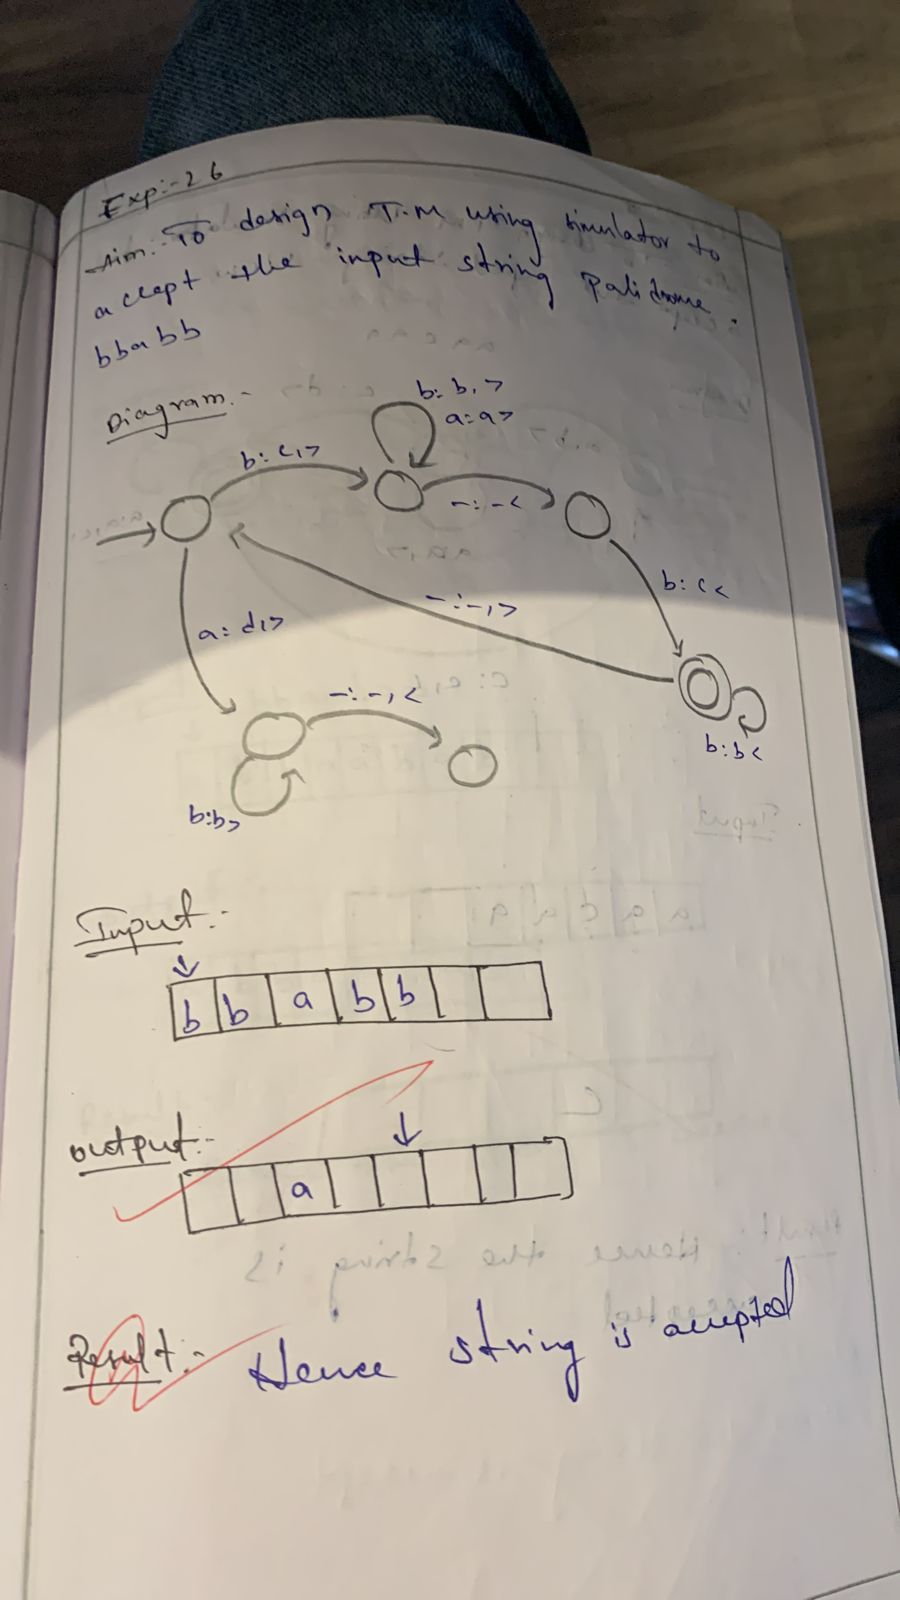 Exp:- 26
Aim: To design T.M using simulator to
accept the input string Palidrome:
bbabb
Diagram:-
b: b, >
a: a>
b: c, >
-: -<
b: c<
-: -, >
a: d, >
-: -, <
b: b<
b: b>
Input:-
b b a b b
output:-
a
Result:- Hence string is accepted